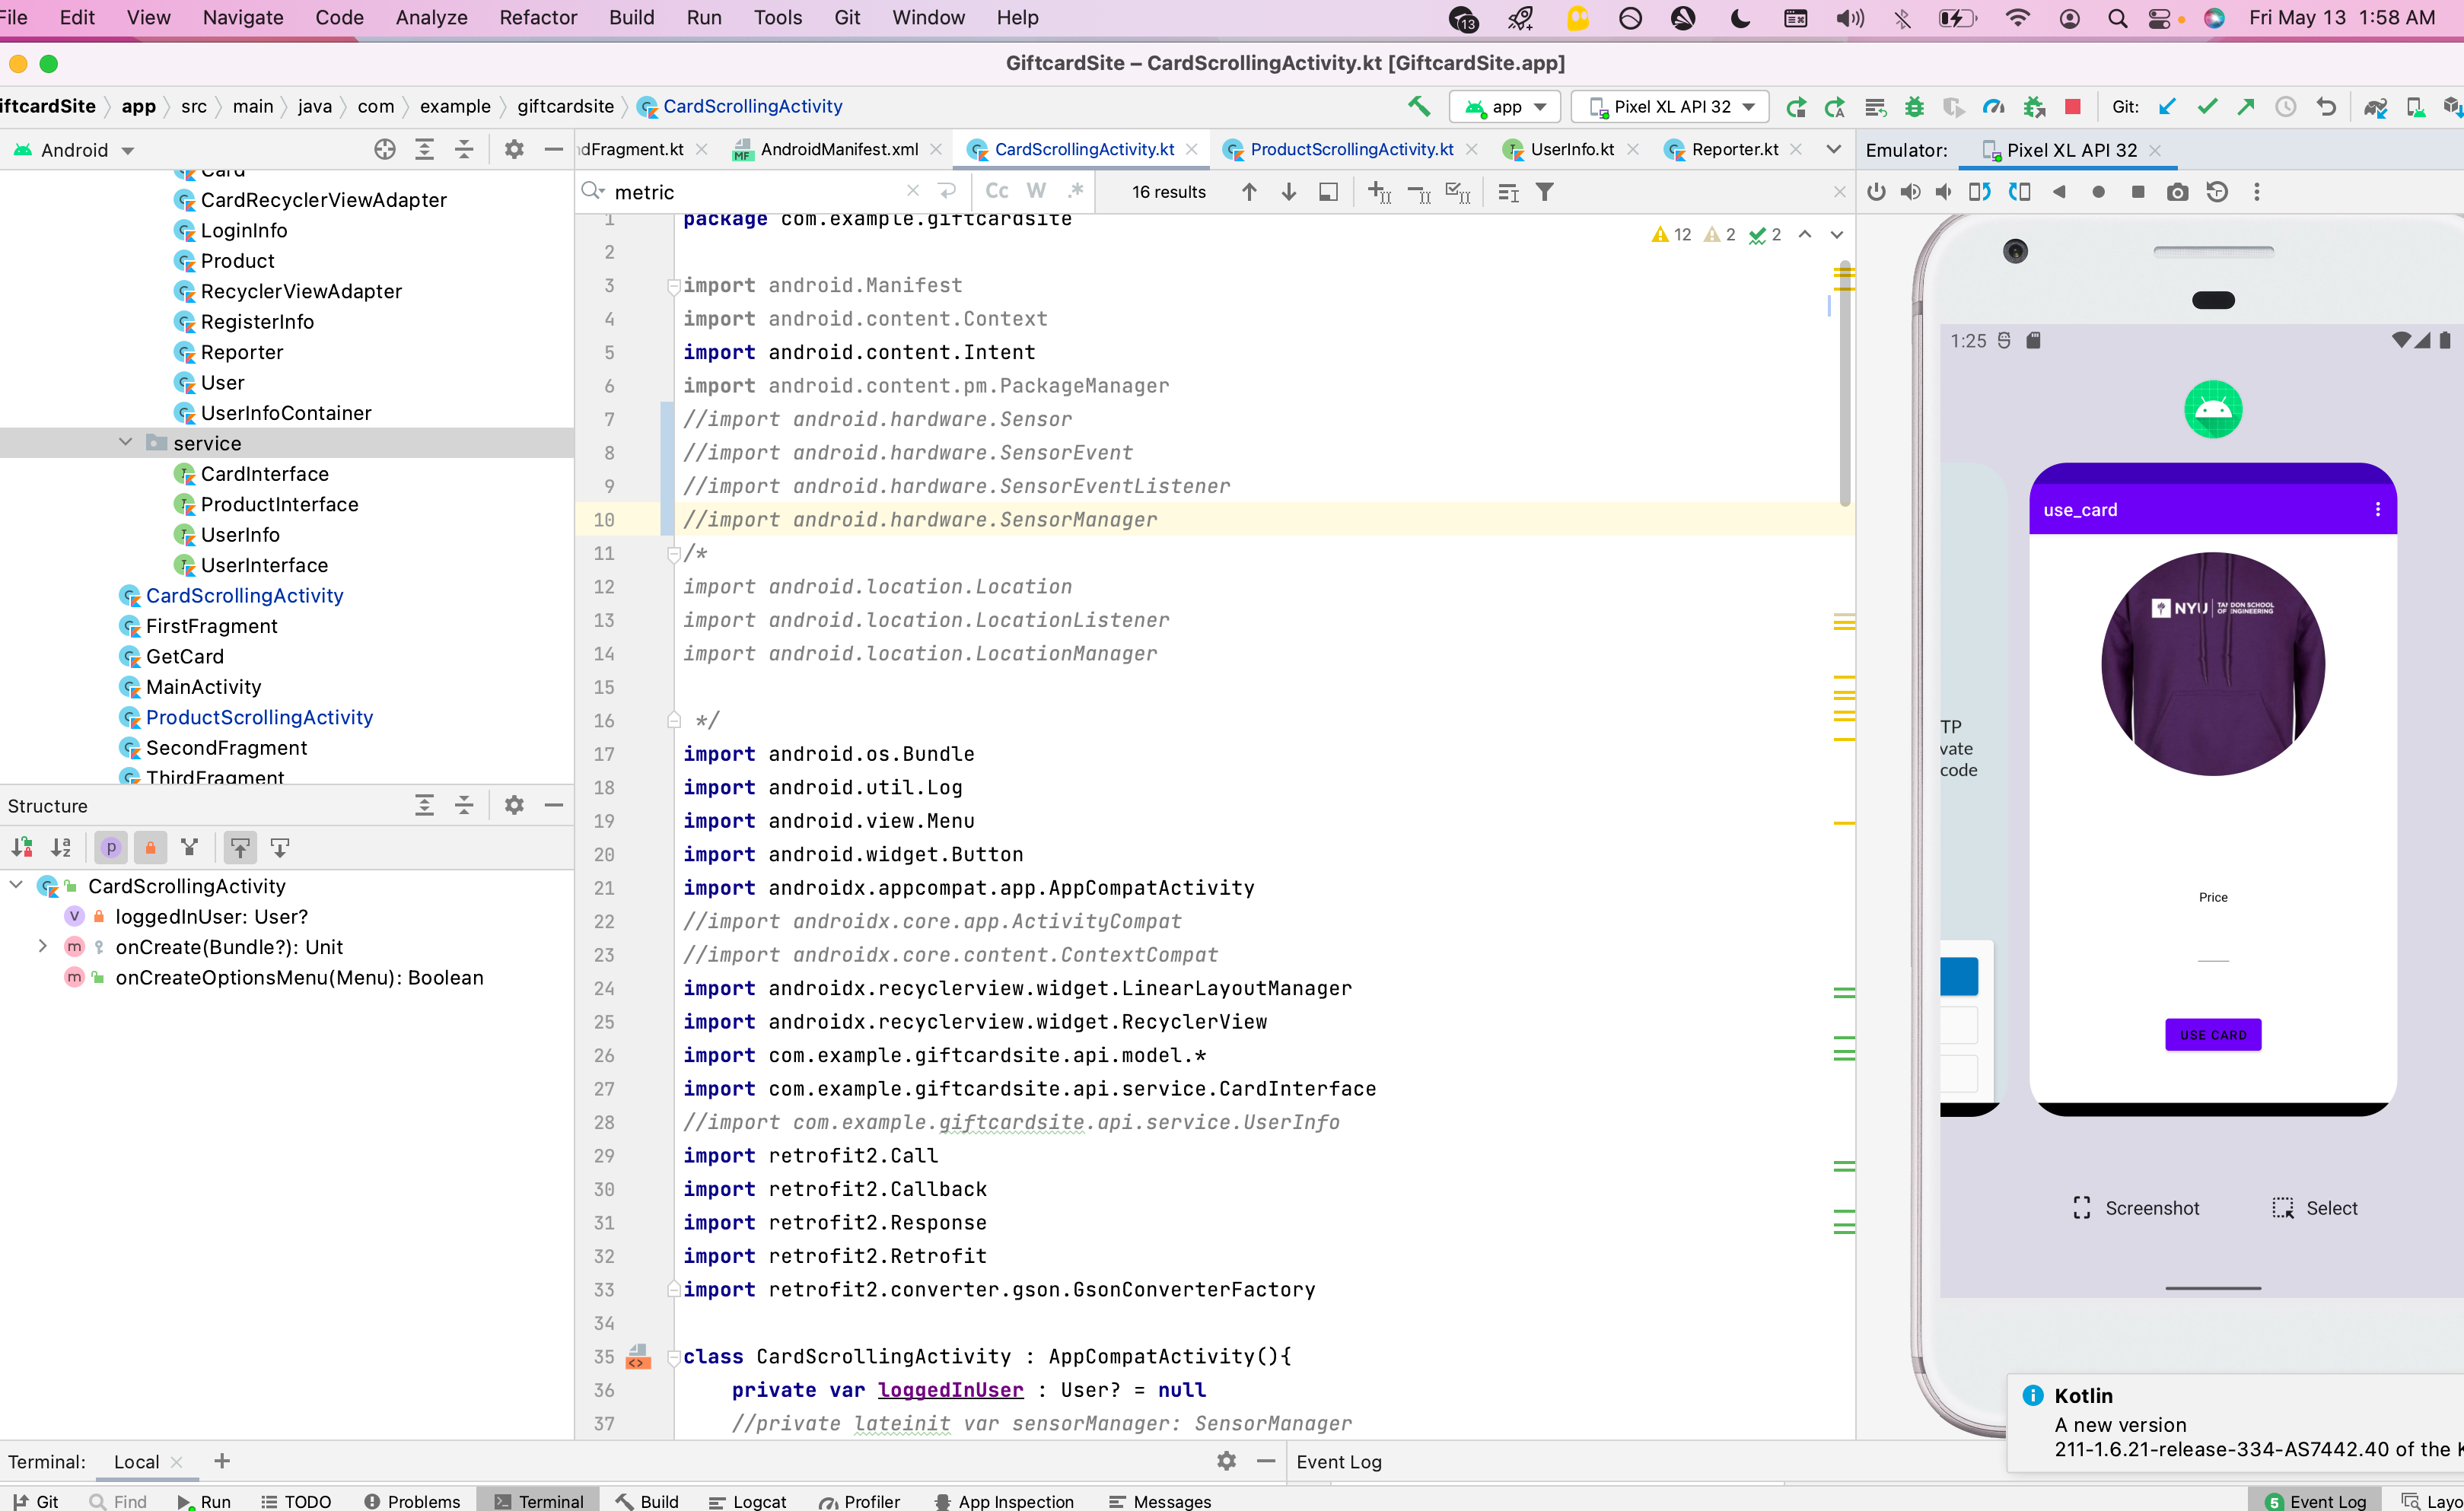 File Edit View Navigate Code Analyze Refactor Build Run Tools Git Window Help
13
Fri May 13 1:58 AM
GiftcardSite – CardScrollingActivity.kt [GiftcardSite.app]
iftcardSite app src main java com example giftcardsite CardScrollingActivity
app
Pixel XL API 32
Git:
Android
dFragment.kt
AndroidManifest.xml
CardScrollingActivity.kt
ProductScrollingActivity.kt
UserInfo.kt
Reporter.kt
Emulator:
Pixel XL API 32
metric
Cc W .*
16 results
Card
CardRecyclerViewAdapter
LoginInfo
Product
RecyclerViewAdapter
RegisterInfo
Reporter
User
UserInfoContainer
service
CardInterface
ProductInterface
UserInfo
UserInterface
CardScrollingActivity
FirstFragment
GetCard
MainActivity
ProductScrollingActivity
SecondFragment
ThirdFragment
Structure
CardScrollingActivity
loggedInUser: User?
onCreate(Bundle?): Unit
onCreateOptionsMenu(Menu): Boolean
12 2 2
1 package com.example.giftcardsite
2
3 import android.Manifest
4 import android.content.Context
5 import android.content.Intent
6 import android.content.pm.PackageManager
7 //import android.hardware.Sensor
8 //import android.hardware.SensorEvent
9 //import android.hardware.SensorEventListener
10 //import android.hardware.SensorManager
11 /*
12 import android.location.Location
13 import android.location.LocationListener
14 import android.location.LocationManager
15
16 */
17 import android.os.Bundle
18 import android.util.Log
19 import android.view.Menu
20 import android.widget.Button
21 import androidx.appcompat.app.AppCompatActivity
22 //import androidx.core.app.ActivityCompat
23 //import androidx.core.content.ContextCompat
24 import androidx.recyclerview.widget.LinearLayoutManager
25 import androidx.recyclerview.widget.RecyclerView
26 import com.example.giftcardsite.api.model.*
27 import com.example.giftcardsite.api.service.CardInterface
28 //import com.example.giftcardsite.api.service.UserInfo
29 import retrofit2.Call
30 import retrofit2.Callback
31 import retrofit2.Response
32 import retrofit2.Retrofit
33 import retrofit2.converter.gson.GsonConverterFactory
34
35 class CardScrollingActivity : AppCompatActivity(){
36 private var loggedInUser : User? = null
37 //private lateinit var sensorManager: SensorManager
1:25
use_card
NYU TANDON SCHOOL
OF ENGINEERING
TP
vate
code
Price
USE CARD
Screenshot
Select
Kotlin
A new version
211-1.6.21-release-334-AS7442.40 of the K
Terminal: Local
Event Log
Git Find Run TODO Problems Terminal Build Logcat Profiler App Inspection Messages
5 Event Log
Layo